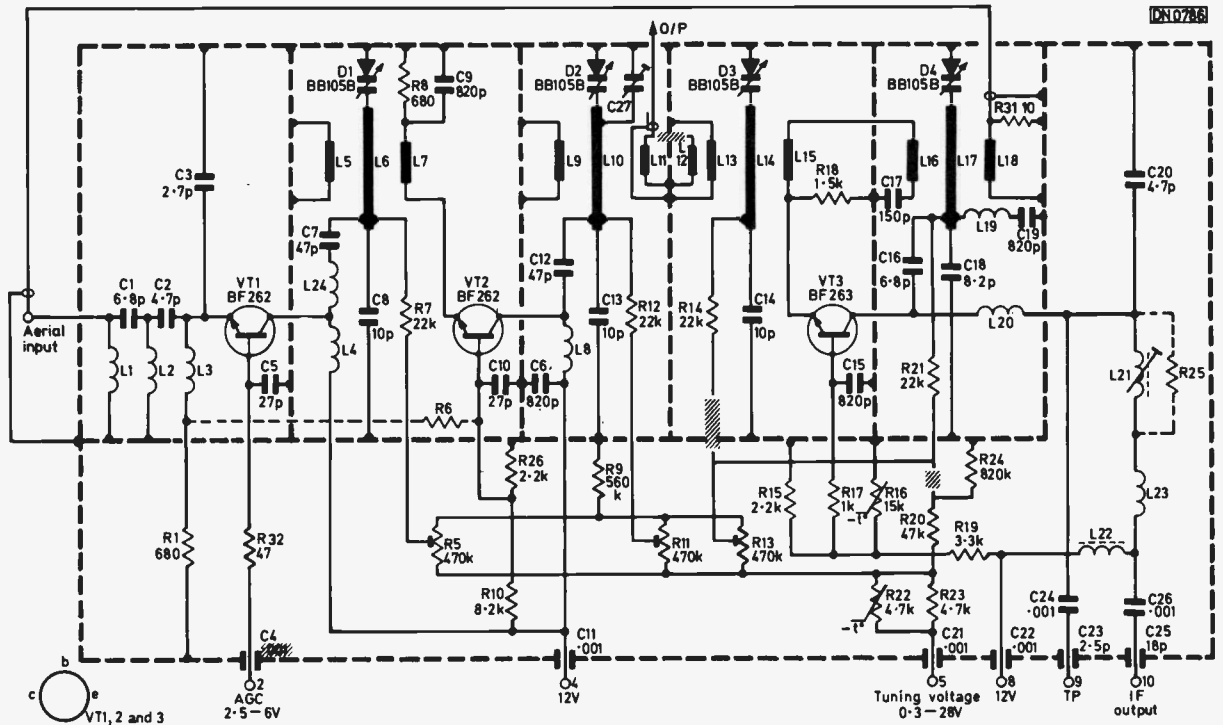 DN0786
O/P
D1
BB105B
R8
680
C9
820p
D2
BB105B
C27
D3
BB105B
D4
BB105B
R31 10
C3
2·7p
L5
L6
L7
L9
L10
L11
L
12
L13
L14
L15
L16
L17
L18
C20
4·7p
R18
1·5k
C17
150p
C7
47p
L24
C12
47p
L19
C19
820p
C1
6·8p
C2
4·7p
VT1
BF262
VT2
BF262
VT3
BF263
C16
6·8p
C18
8·2p
C8
10p
R7
22k
C13
10p
R12
22k
R14
22k
C14
10p
L20
Aerial
input
L1
L2
L3
L4
L8
L21
R25
C5
27p
C10
27p
C6
820p
C15
820p
R21
22k
R6
R26
2·2k
R9
560
k
R15
2·2k
R17
1k
R16
15k
-t°
R24
820k
L23
R1
680
R32
47
R5
470k
R11
470k
R13
470k
R20
47k
R19
3·3k
L22
R10
8·2k
R22
4·7k
-t°
R23
4·7k
C24
·001
C26
·001
C4
·001
C11
·001
C21
·001
C22
·001
C23
2·5p
C25
18p
b
c
e
VT1, 2 and 3
2
AGC
2·5–6V
4
12V
5
Tuning voltage
0·3–28V
8
12V
9
TP
10
IF
output